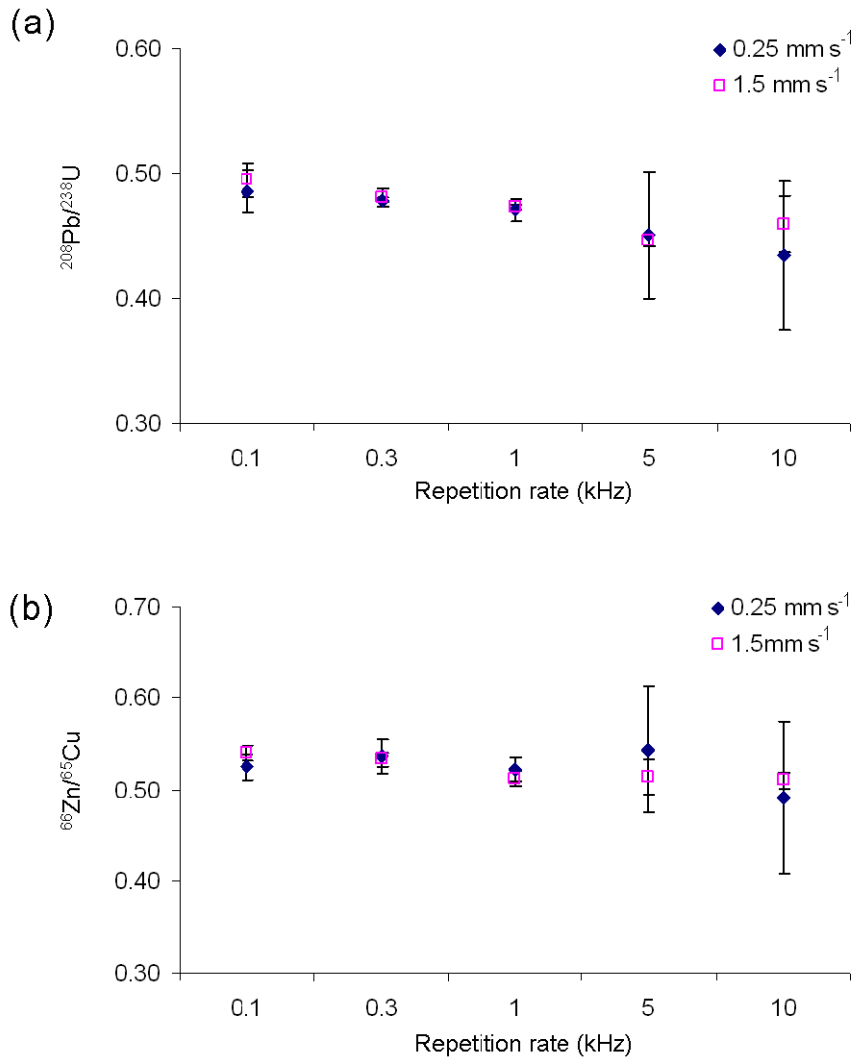 (a)
0.60
0.50
0.40
0.30
²⁰⁸Pb/²³⁸U
0.25 mm s⁻¹
1.5 mm s⁻¹
0.1 0.3 1 5 10
Repetition rate (kHz)
(b)
0.70
0.60
0.50
0.40
0.30
⁶⁶Zn/⁶⁵Cu
0.25 mm s⁻¹
1.5mm s⁻¹
0.1 0.3 1 5 10
Repetition rate (kHz)